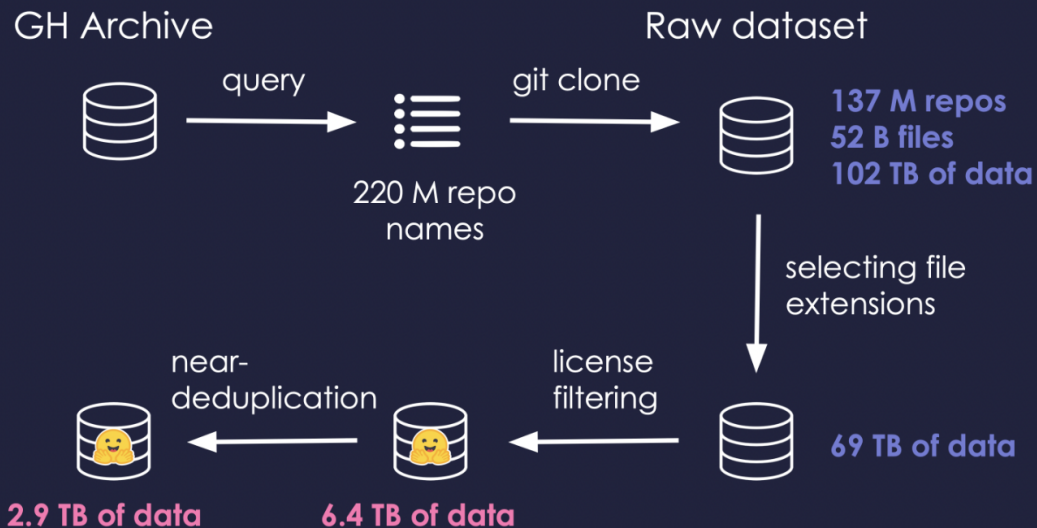 GH Archive
Raw dataset
query
git clone
137 M repos
52 B files
102 TB of data
220 M repo
names
selecting file
extensions
near-
deduplication
license
filtering
69 TB of data
2.9 TB of data
6.4 TB of data